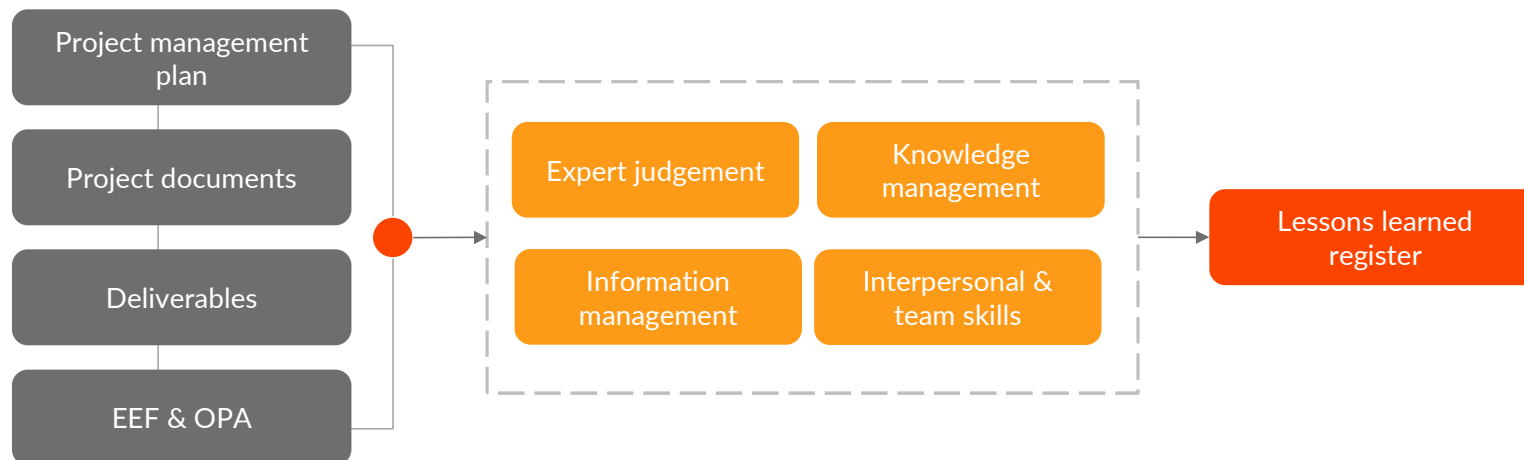 Project management
plan
Project documents
Deliverables
EEF & OPA
Expert judgement
Knowledge
management
Information
management
Interpersonal &
team skills
Lessons learned
register